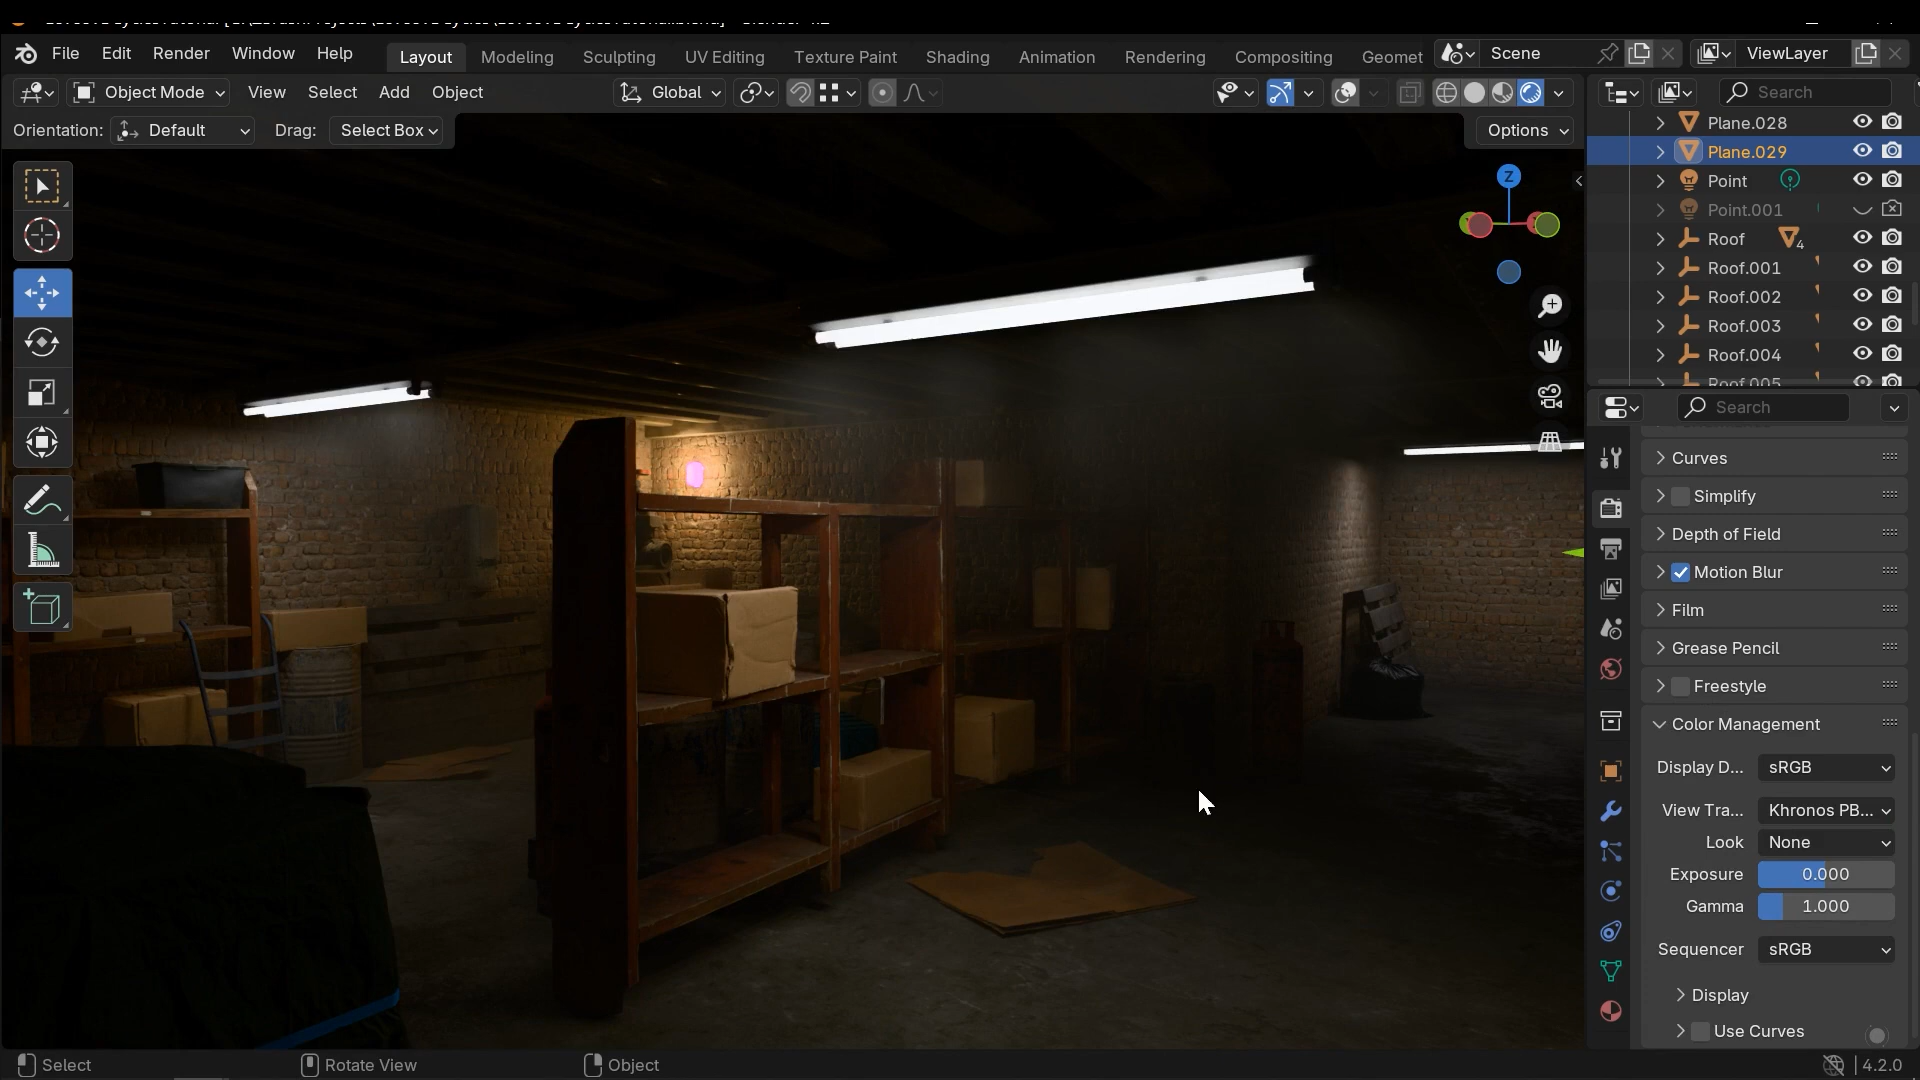 File Edit Render Window Help Layout Modeling Sculpting UV Editing Texture Paint Shading Animation Rendering Compositing Geomet Scene ViewLayer
Object Mode View Select Add Object Global Search
Orientation: Default Drag: Select Box Options
Plane.028
Plane.029
Point
Point.001
Roof 4
Roof.001
Roof.002
Roof.003
Roof.004
Roof.005
Z
Search
Curves
Simplify
Depth of Field
Motion Blur
Film
Grease Pencil
Freestyle
Color Management
Display D... sRGB
View Tra... Khronos PB...
Look None
Exposure 0.000
Gamma 1.000
Sequencer sRGB
Display
Use Curves
Select Rotate View Object 4.2.0